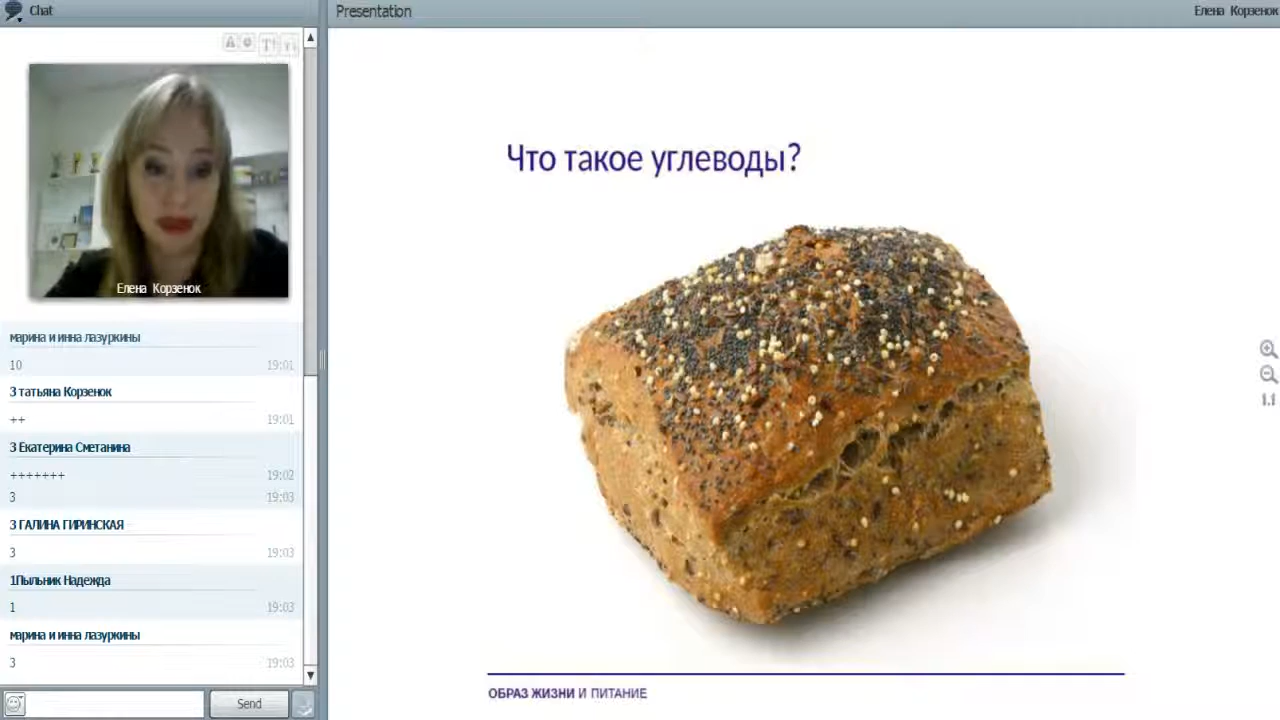 Chat
Елена Корзенок
марина и инна лазуркины
10 19:01
3 татьяна Корзенок
++ 19:01
3 Екатерина Сметанина
+++++++ 19:02
3 19:03
3 ГАЛИНА ГИРИНСКАЯ
3 19:03
1Пыльник Надежда
1 19:03
марина и инна лазуркины
3 19:03
Send
Presentation
Елена Корзенок
Что такое углеводы?
1.1
ОБРАЗ ЖИЗНИ И ПИТАНИЕ